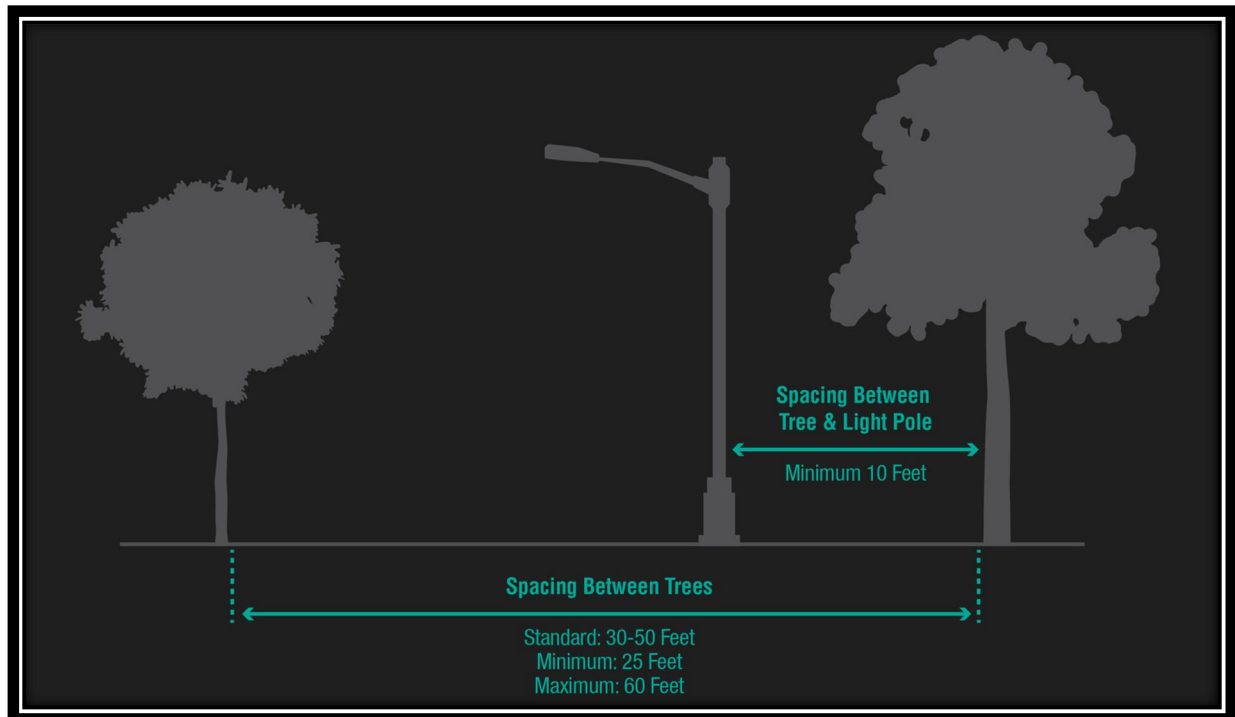 Spacing Between
Tree & Light Pole
Minimum 10 Feet
Spacing Between Trees
Standard: 30-50 Feet
Minimum: 25 Feet
Maximum: 60 Feet